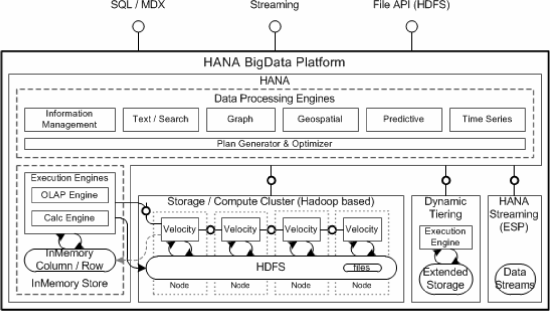 SQL / MDX
Streaming
File API (HDFS)
HANA BigData Platform
HANA
Data Processing Engines
Information
Management
Text / Search
Graph
Geospatial
Predictive
Time Series
Plan Generator & Optimizer
Execution Engines
OLAP Engine
Calc Engine
InMemory
Column / Row
InMemory Store
Storage / Compute Cluster (Hadoop based)
Velocity
Velocity
Velocity
Velocity
HDFS
files
Node
Node
Node
Node
Dynamic
Tiering
Execution
Engine
Extended
Storage
HANA
Streaming
(ESP)
Data
Streams